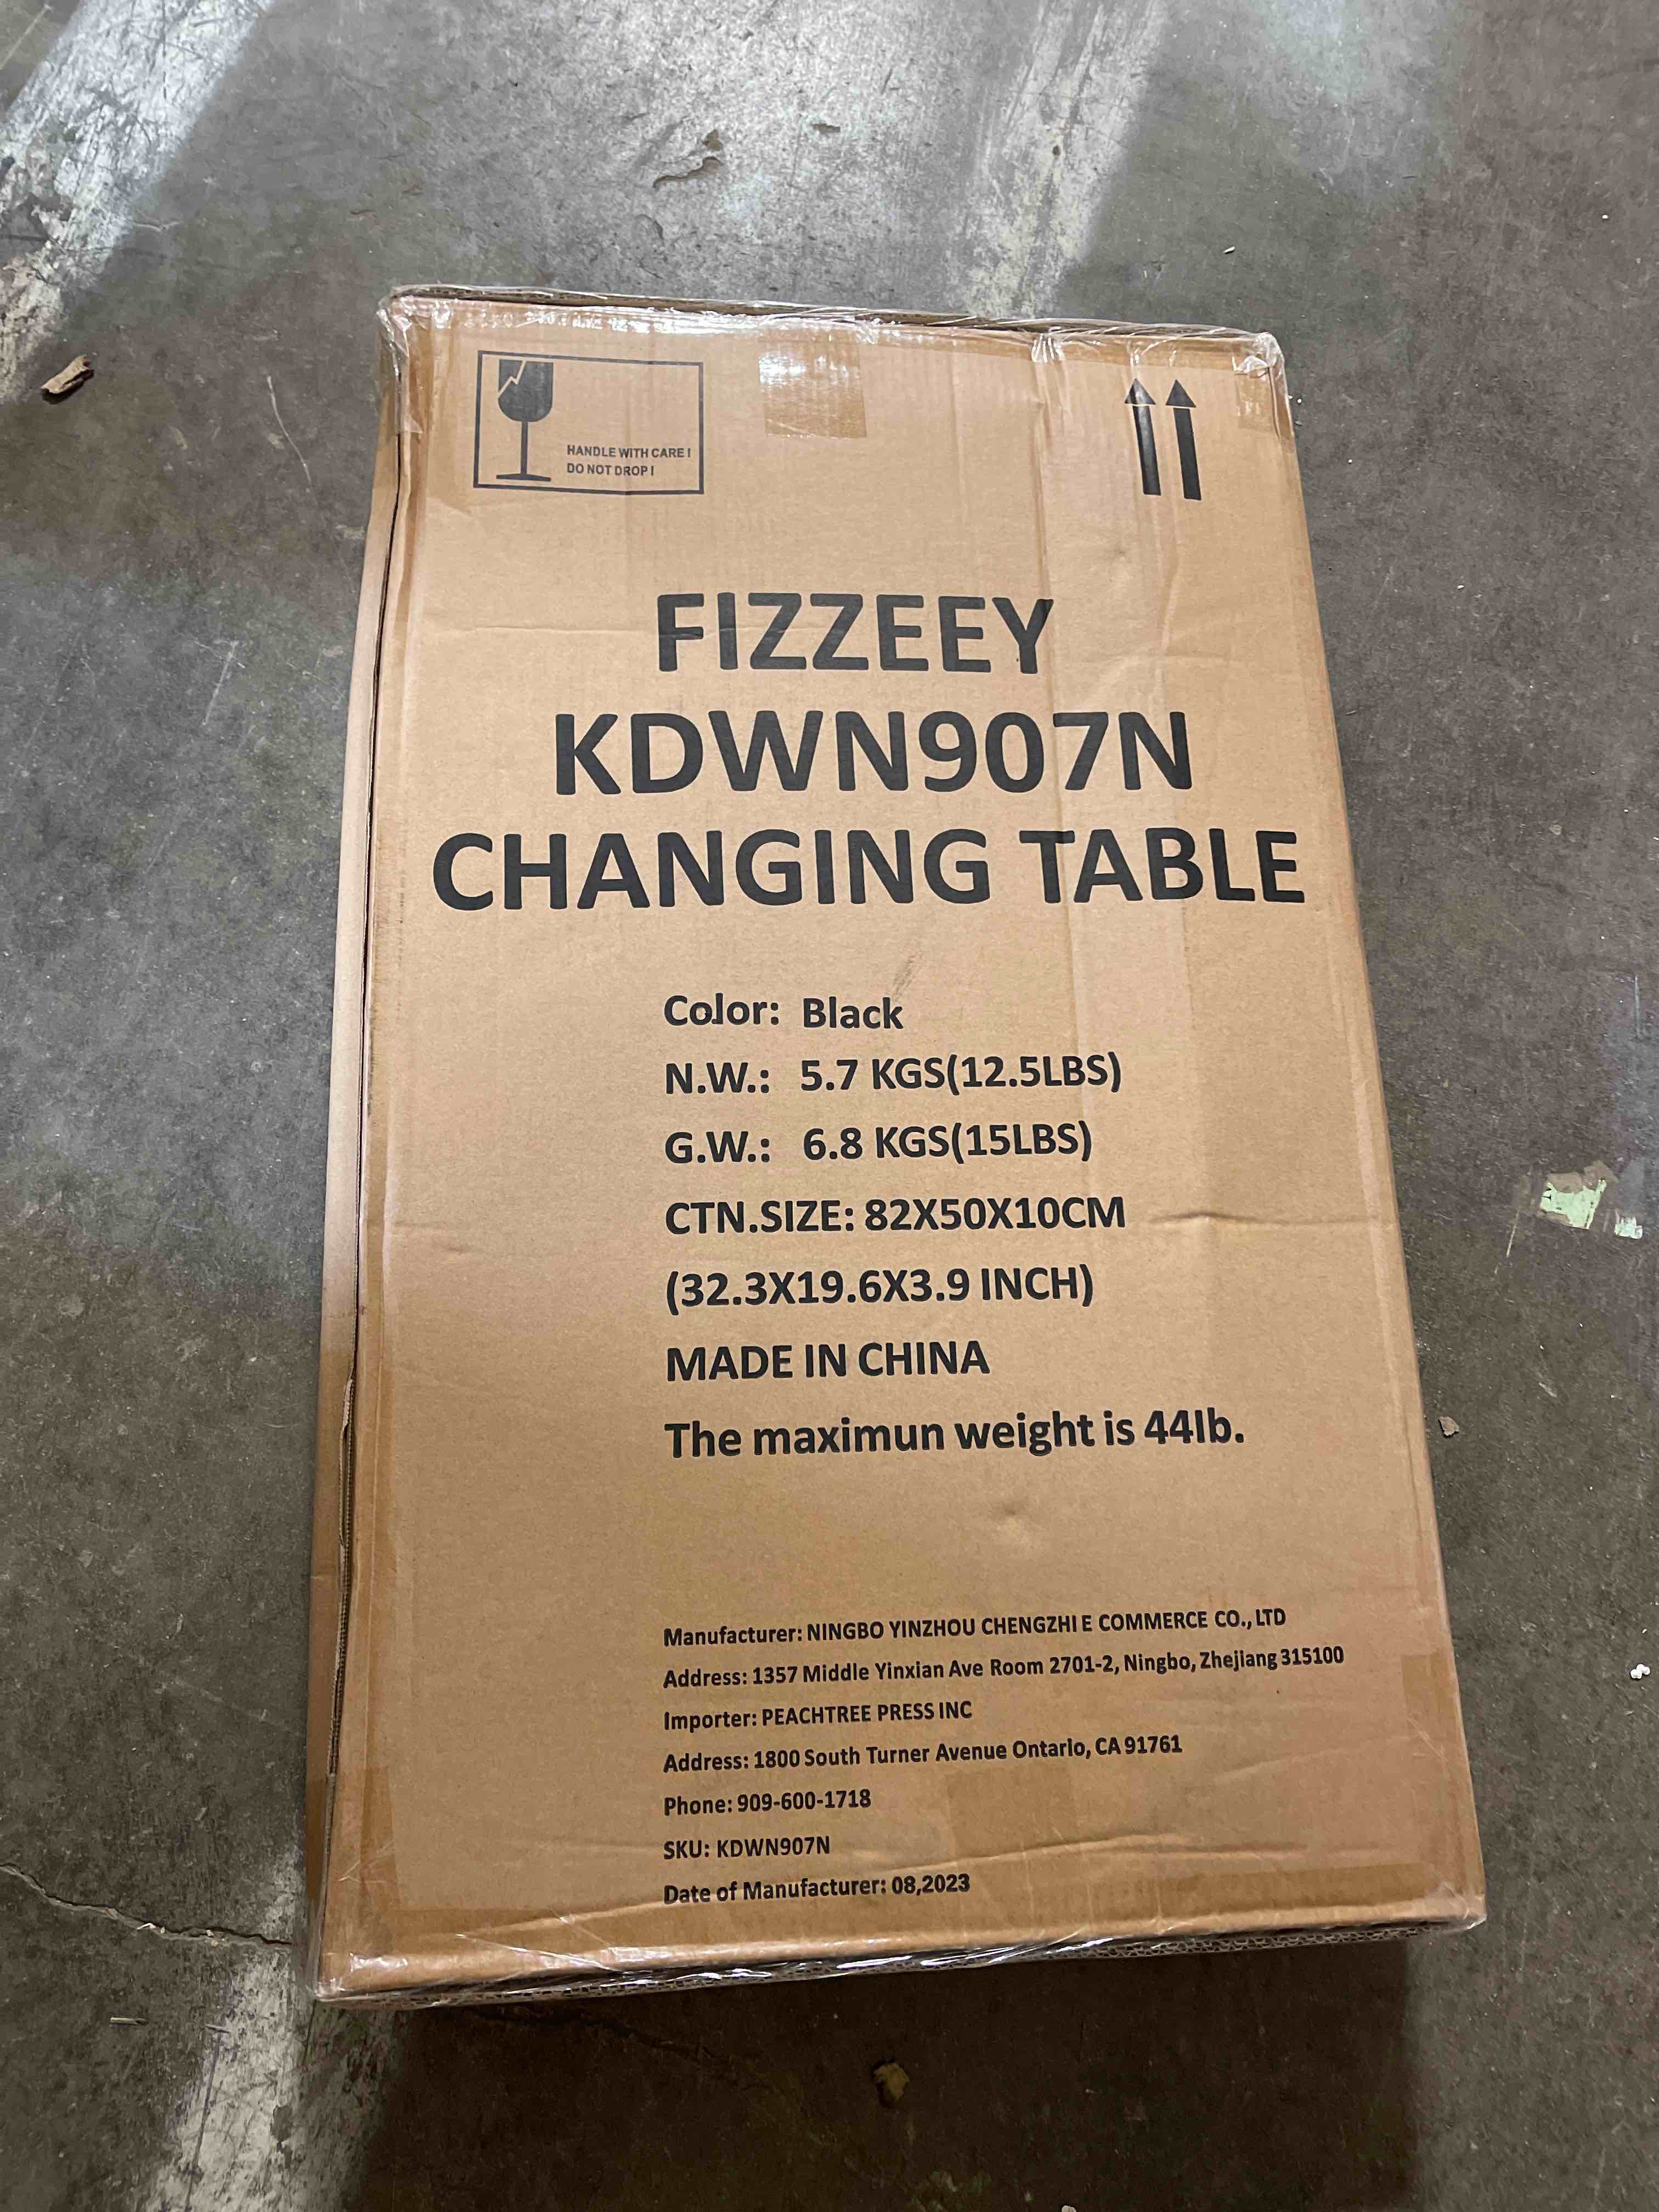 HANDLE WITH CARE !
DO NOT DROP !
FIZZEEY
KDWN907N
CHANGING TABLE
Color: Black
N.W.: 5.7 KGS(12.5LBS)
G.W.: 6.8 KGS(15LBS)
CTN.SIZE: 82X50X10CM
(32.3X19.6X3.9 INCH)
MADE IN CHINA
The maximun weight is 44lb.
Manufacturer: NINGBO YINZHOU CHENGZHI E COMMERCE CO., LTD
Address: 1357 Middle Yinxian Ave Room 2701-2, Ningbo, Zhejiang 315100
Importer: PEACHTREE PRESS INC
Address: 1800 South Turner Avenue Ontario, CA 91761
Phone: 909-600-1718
SKU: KDWN907N
Date of Manufacturer: 08,2023